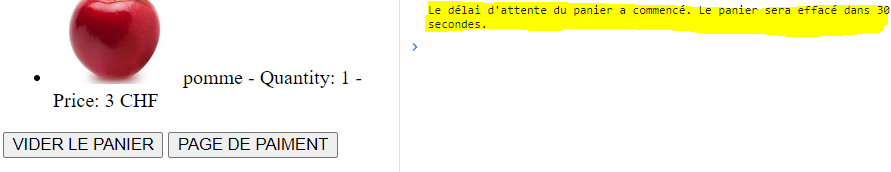 pomme - Quantity: 1 -
Price: 3 CHF
VIDER LE PANIER PAGE DE PAIMENT
Le délai d'attente du panier a commencé. Le panier sera effacé dans 30
secondes.